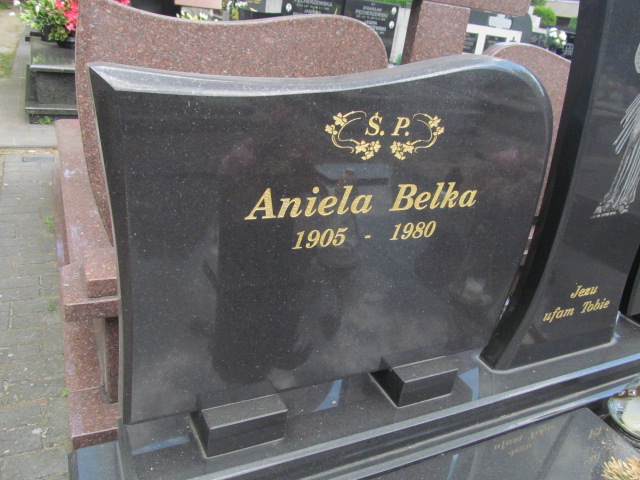 Ś. P.
Aniela Belka
1905 - 1980
Jezu
ufam Tobie